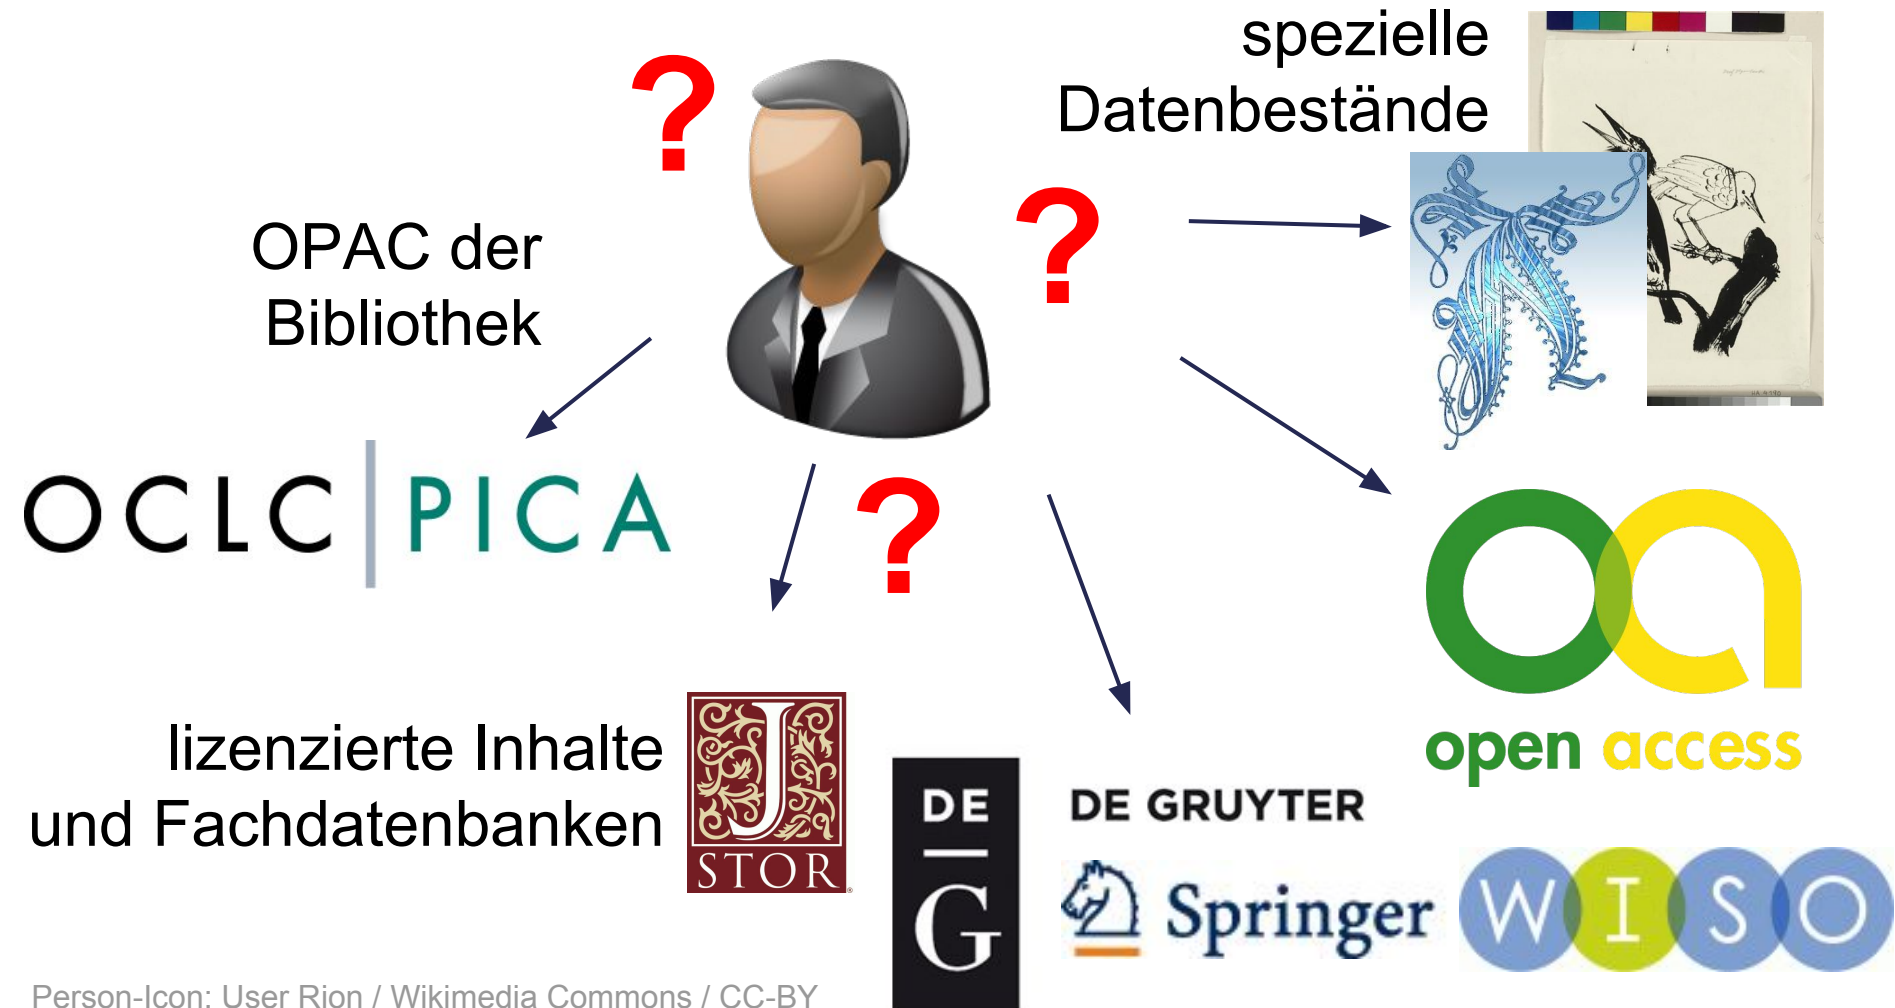 spezielle
Datenbestände
OPAC der
Bibliothek
OCLC PICA
lizenzierte Inhalte
und Fachdatenbanken
JSTOR
DE G
DE GRUYTER
Springer
WISO
open access
Person-Icon: User Rion / Wikimedia Commons / CC-BY
? ? ?